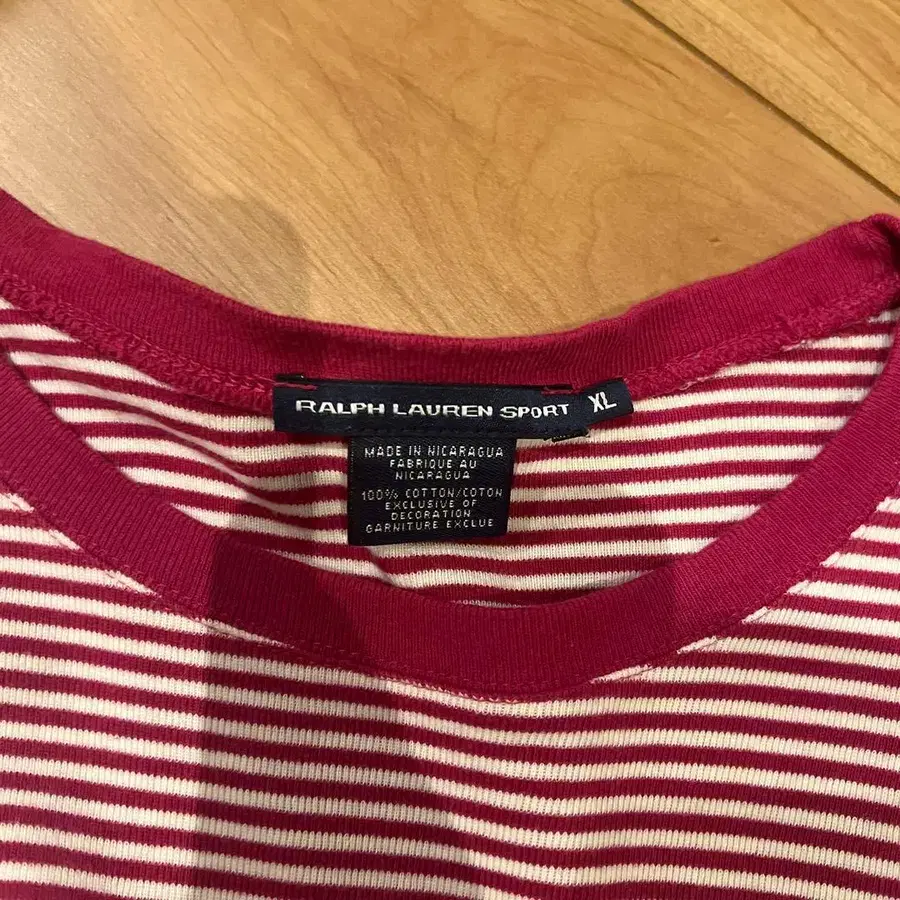 RALPH LAUREN SPORT XL
MADE IN NICARAGUA
FABRIQUE AU
NICARAGUA
100% COTTON/COTON
EXCLUSIVE OF
DECORATION
GARNITURE EXCLUE